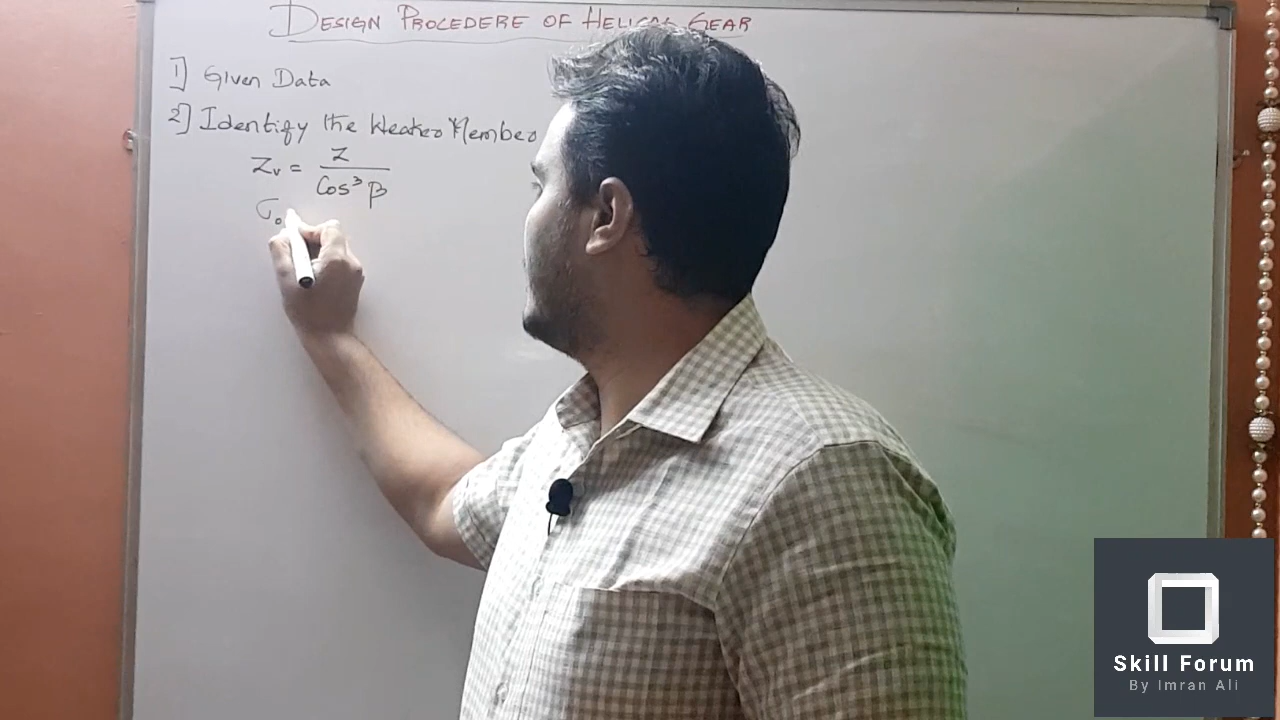 DESIGN PROCEDERE OF HELICAL GEAR
1] Given Data
2] Identify the Weaker Member
Zv = Z / Cos³ β
σo
Skill Forum
By Imran Ali